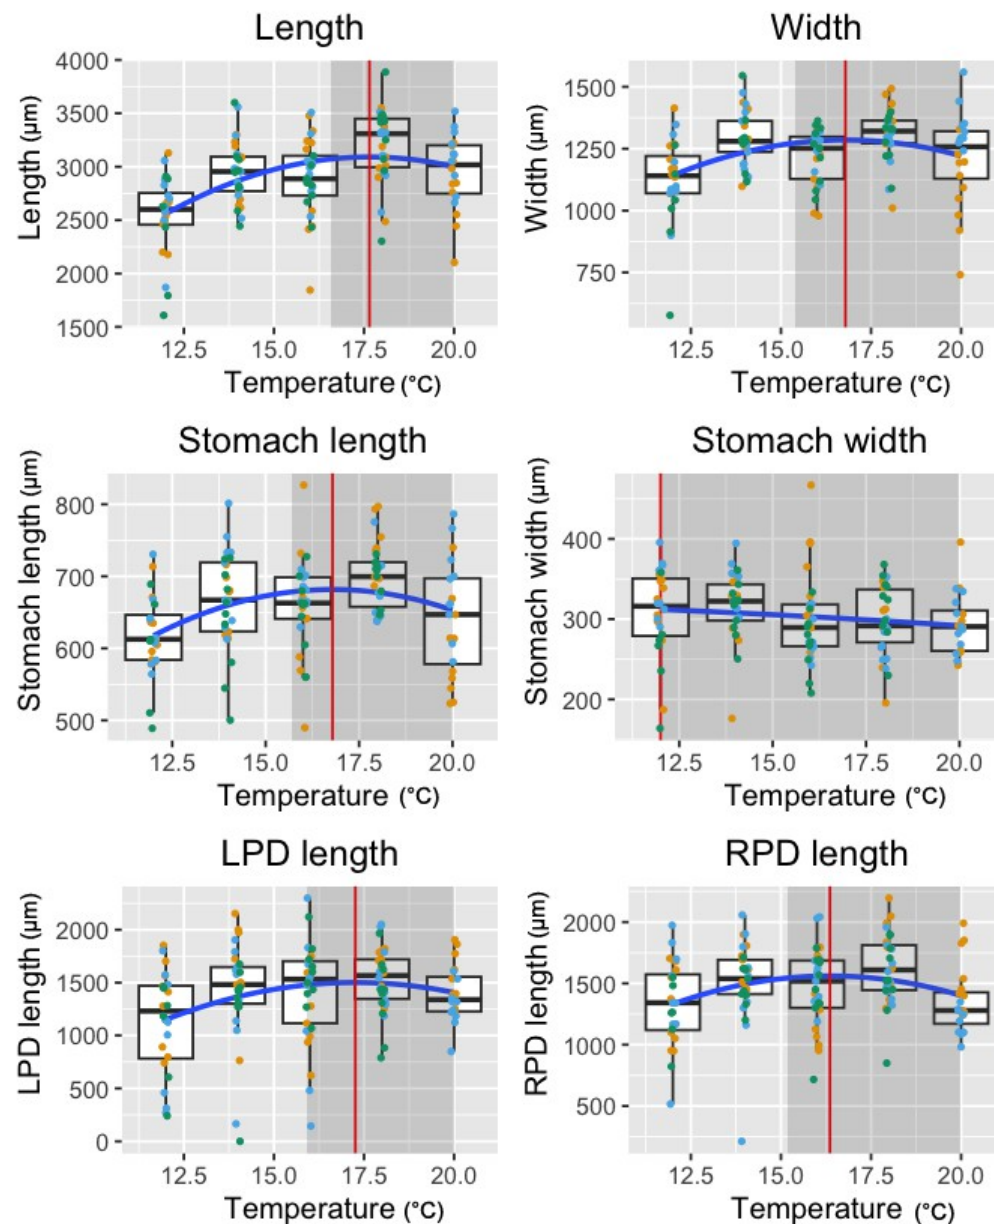 Length
Width
Length (µm)
4000
3500
3000
2500
2000
1500
12.5 15.0 17.5 20.0
Temperature (°C)
Width (µm)
1500
1250
1000
750
12.5 15.0 17.5 20.0
Temperature (°C)
Stomach length
Stomach width
Stomach length (µm)
800
700
600
500
12.5 15.0 17.5 20.0
Temperature (°C)
Stomach width (µm)
400
300
200
12.5 15.0 17.5 20.0
Temperature (°C)
LPD length
RPD length
LPD length (µm)
2000
1500
1000
500
0
12.5 15.0 17.5 20.0
Temperature (°C)
RPD length (µm)
2000
1500
1000
500
12.5 15.0 17.5 20.0
Temperature (°C)